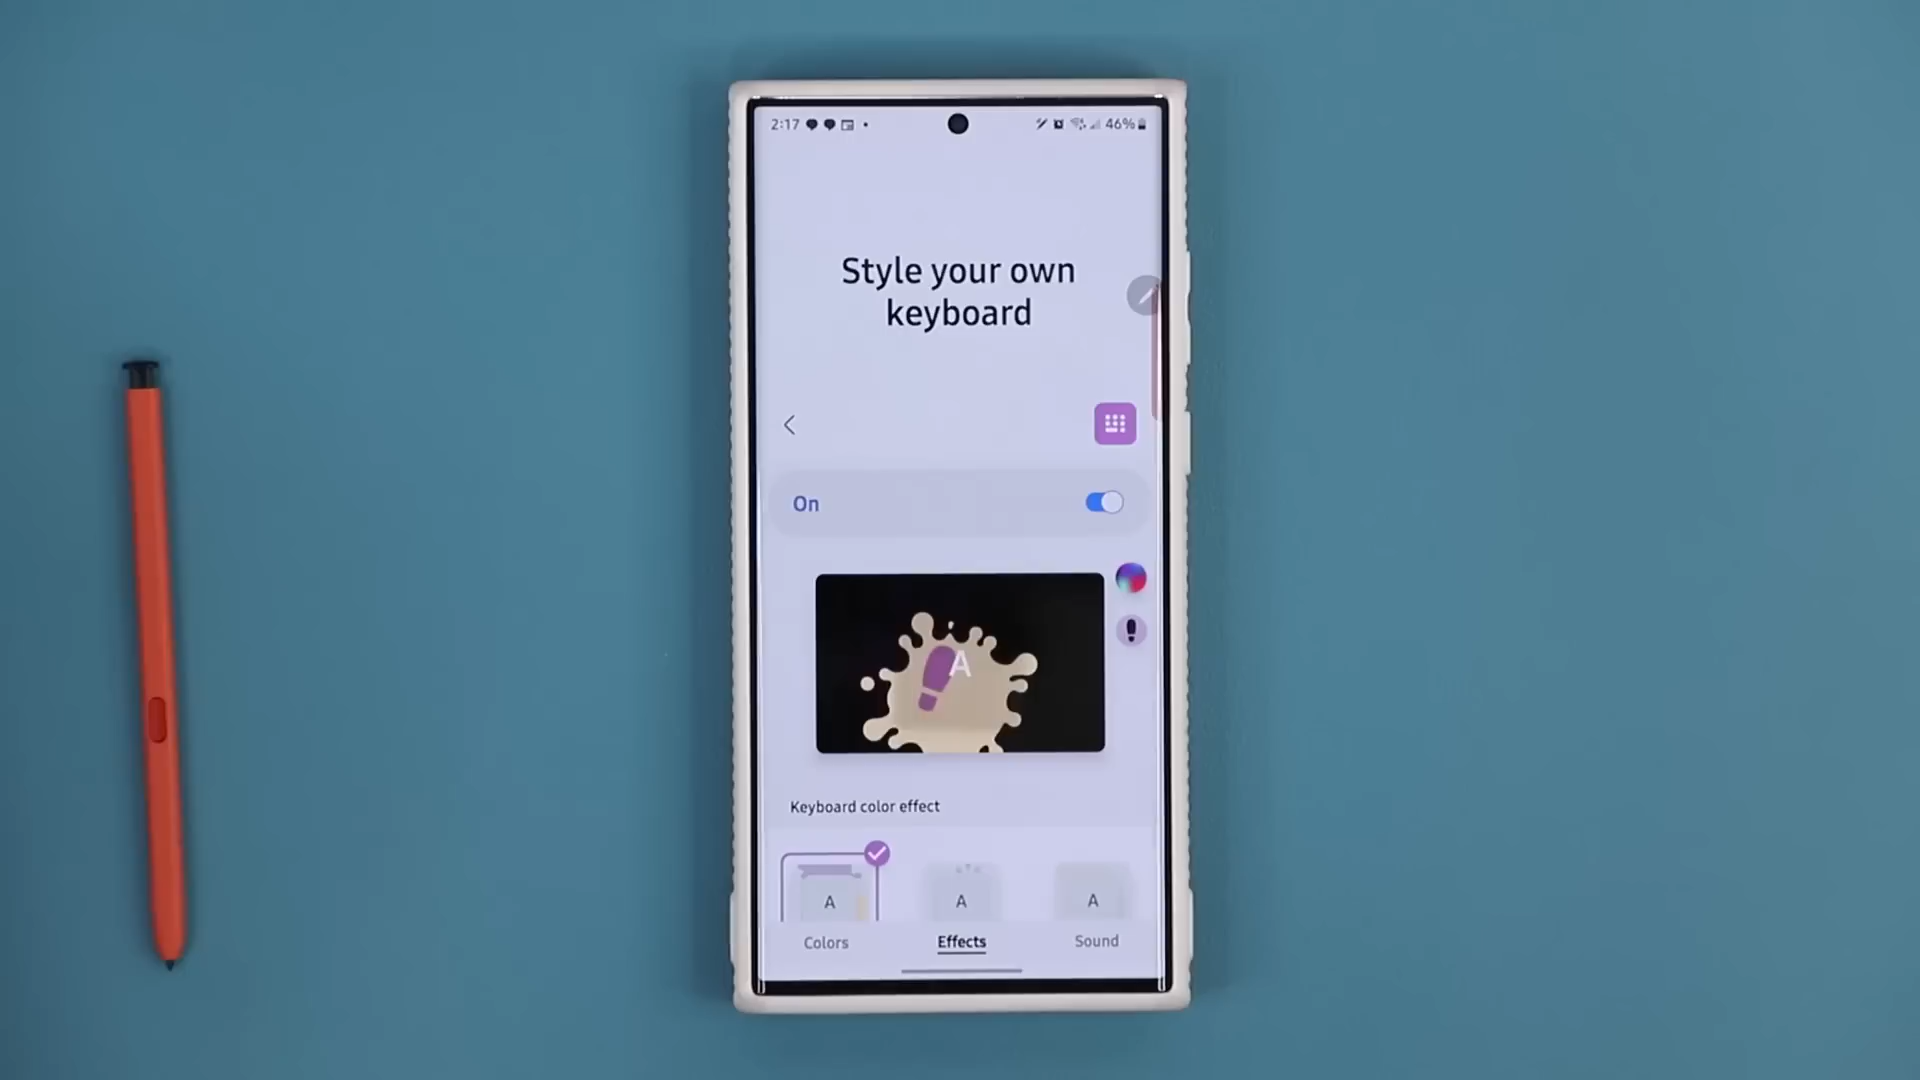 2:17
46%
Style your own
keyboard
On
A
Keyboard color effect
A
A
A
Colors
Effects
Sound